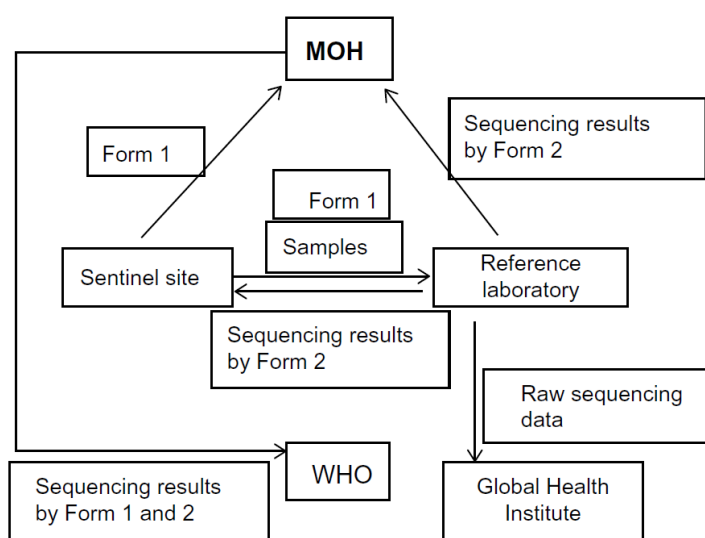 MOH
Sequencing results
by Form 2
Form 1
Form 1
Samples
Sentinel site
Reference
laboratory
Sequencing results
by Form 2
Raw sequencing
data
WHO
Sequencing results
by Form 1 and 2
Global Health
Institute